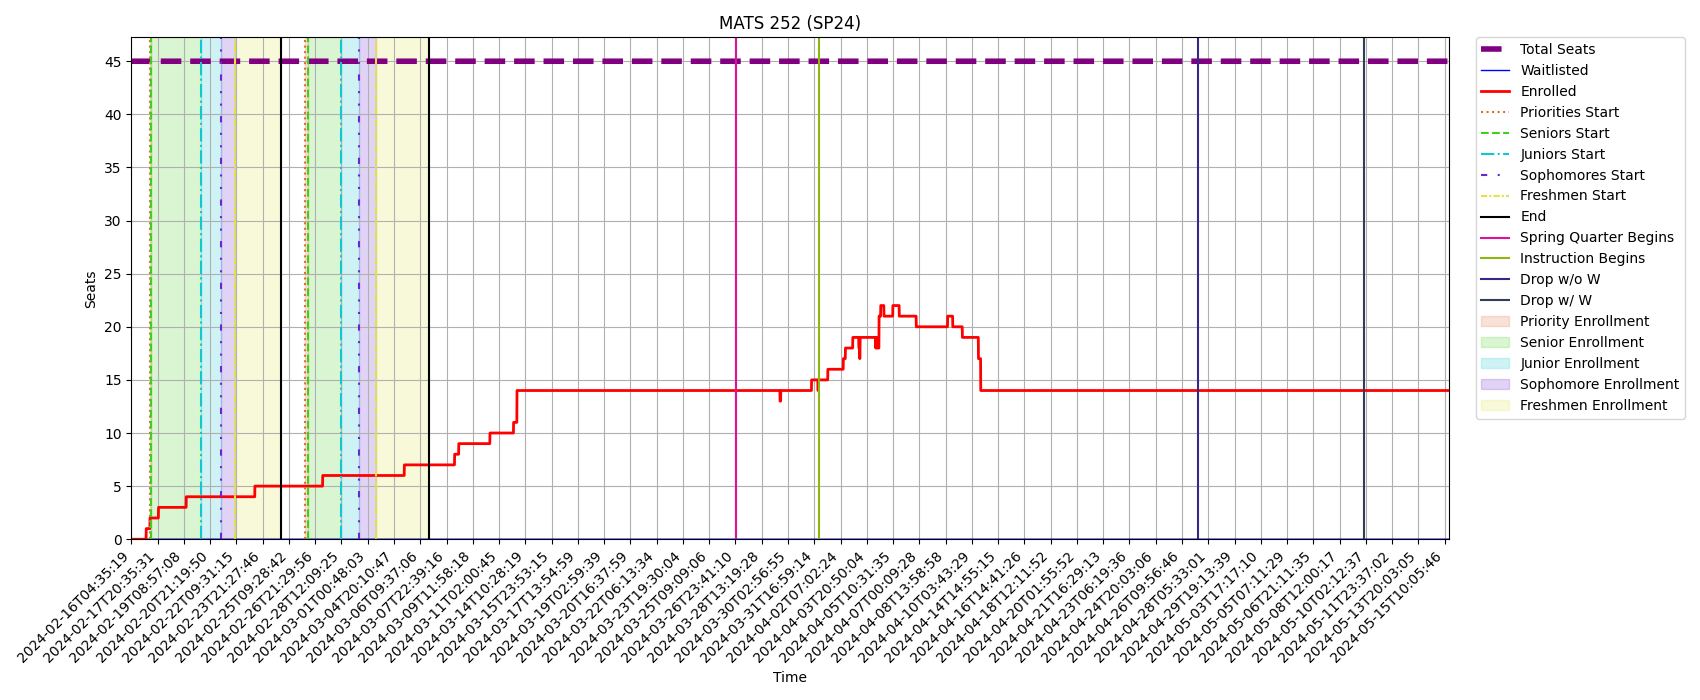 MATS 252 (SP24)
Seats
45
40
35
30
25
20
15
10
5
0
2024-02-16T04:35:19
2024-02-17T20:35:31
2024-02-19T08:57:08
2024-02-20T21:19:50
2024-02-22T09:31:15
2024-02-23T21:27:46
2024-02-25T09:28:42
2024-02-26T21:29:56
2024-02-28T12:09:25
2024-03-01T00:48:03
2024-03-04T20:10:47
2024-03-06T09:37:06
2024-03-07T22:39:16
2024-03-09T11:58:18
2024-03-11T02:00:45
2024-03-14T10:28:19
2024-03-15T23:53:15
2024-03-17T13:54:59
2024-03-19T02:59:39
2024-03-20T16:37:59
2024-03-22T06:13:34
2024-03-23T19:30:04
2024-03-25T09:09:06
2024-03-26T23:41:10
2024-03-28T13:19:28
2024-03-30T02:56:55
2024-03-31T16:59:14
2024-04-02T07:02:24
2024-04-03T20:50:04
2024-04-05T10:31:35
2024-04-07T00:09:28
2024-04-08T13:58:58
2024-04-10T03:43:29
2024-04-14T14:55:15
2024-04-16T14:41:26
2024-04-18T12:11:52
2024-04-20T01:55:52
2024-04-21T16:29:13
2024-04-23T06:19:36
2024-04-24T20:03:06
2024-04-26T09:56:46
2024-04-28T05:33:01
2024-04-29T19:13:39
2024-05-03T17:17:10
2024-05-05T07:11:29
2024-05-06T21:11:35
2024-05-08T12:00:17
2024-05-10T02:12:37
2024-05-11T23:37:02
2024-05-13T20:03:05
2024-05-15T10:05:46
Time
Total Seats
Waitlisted
Enrolled
Priorities Start
Seniors Start
Juniors Start
Sophomores Start
Freshmen Start
End
Spring Quarter Begins
Instruction Begins
Drop w/o W
Drop w/ W
Priority Enrollment
Senior Enrollment
Junior Enrollment
Sophomore Enrollment
Freshmen Enrollment